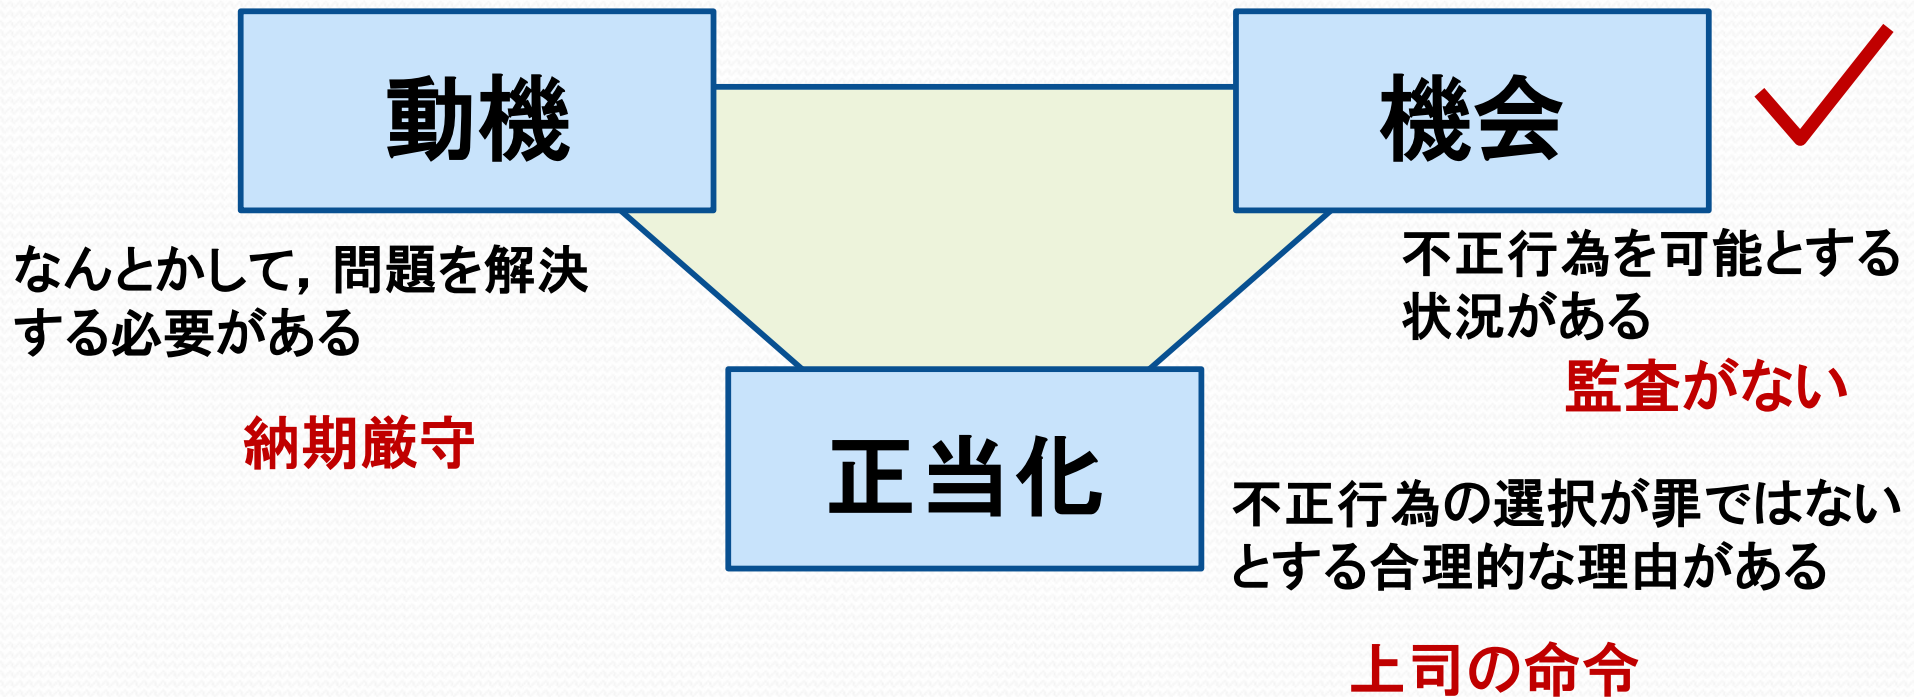 動機
機会
なんとかして，問題を解決
する必要がある
納期厳守
不正行為を可能とする
状況がある
監査がない
正当化
不正行為の選択が罪ではない
とする合理的な理由がある
上司の命令